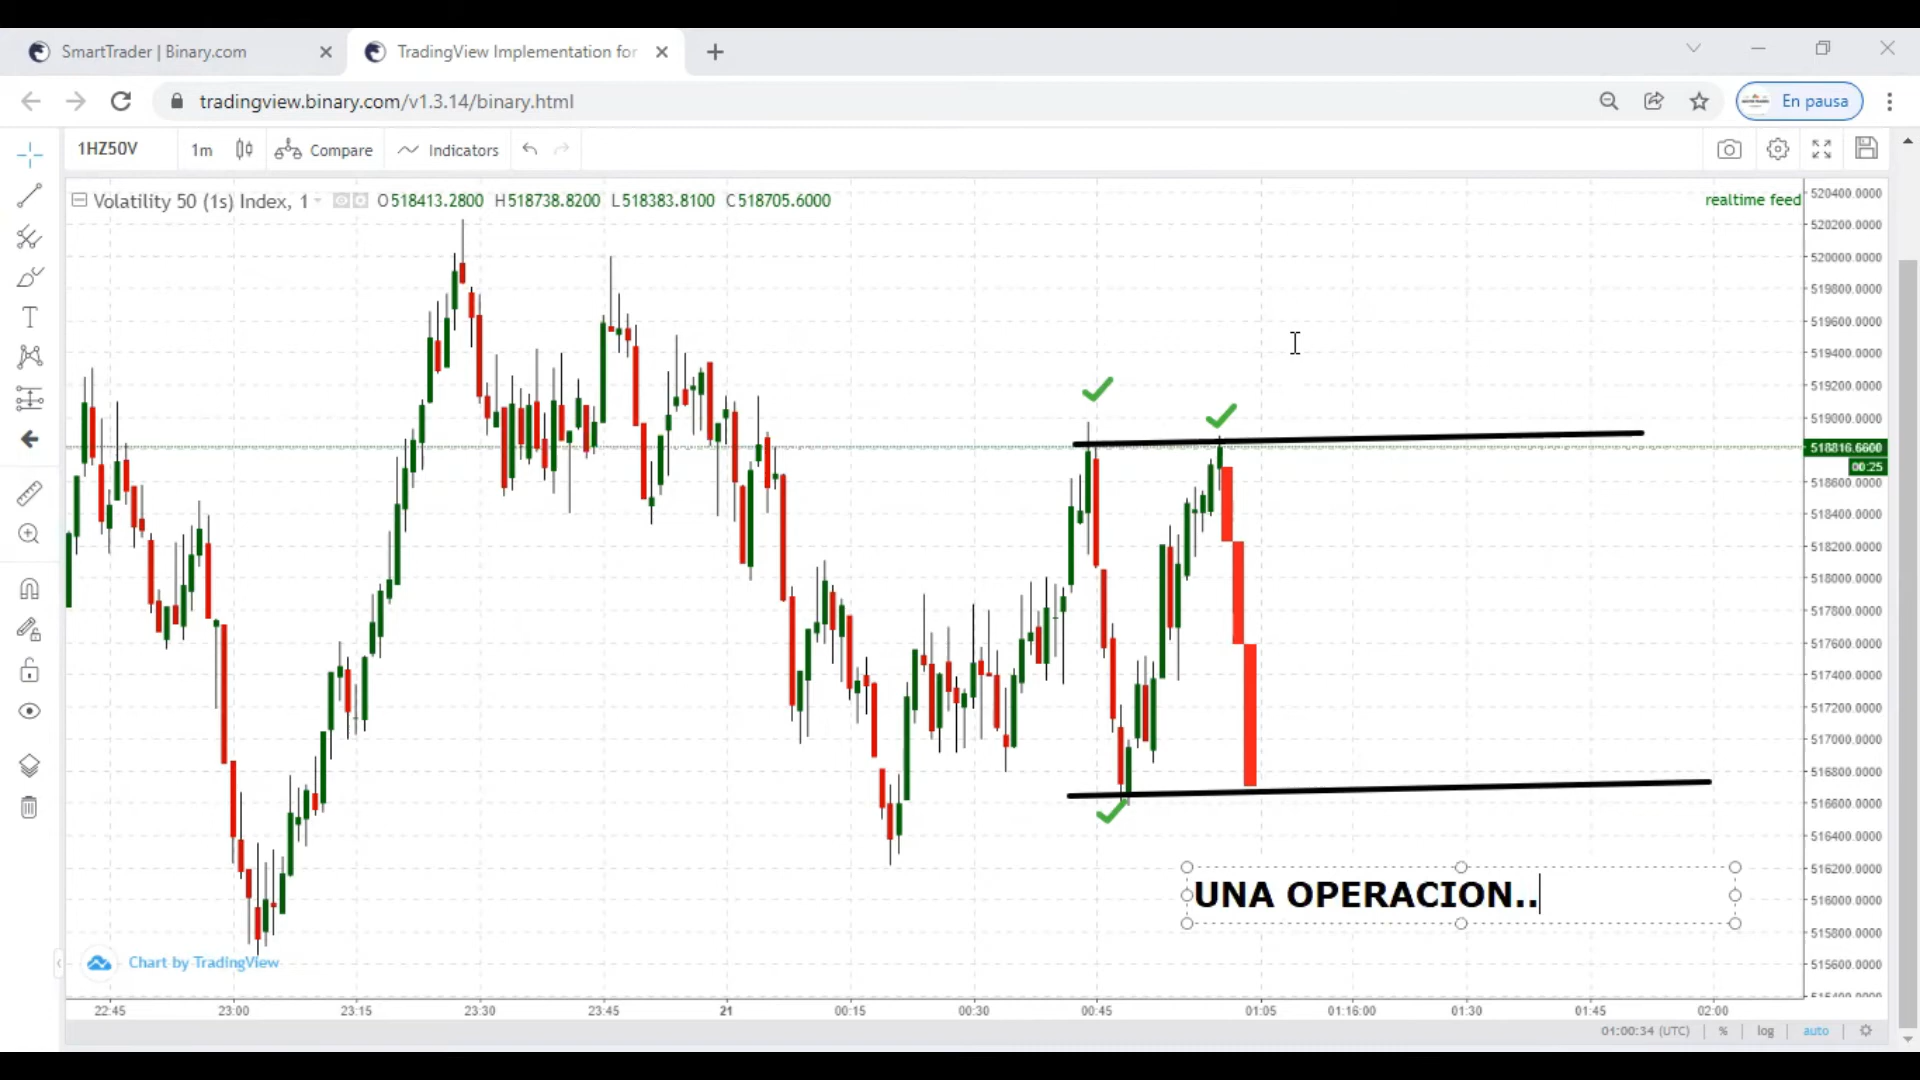 SmartTrader | Binary.com
TradingView Implementation for
tradingview.binary.com/v1.3.14/binary.html
En pausa
1HZ50V
1m
Compare
Indicators
Volatility 50 (1s) Index, 1
O518413.2800 H518738.8200 L518383.8100 C518705.6000
realtime feed
520400.0000
520200.0000
520000.0000
519800.0000
519600.0000
519400.0000
519200.0000
519000.0000
518816.6600
00:25
518600.0000
518400.0000
518200.0000
518000.0000
517800.0000
517600.0000
517400.0000
517200.0000
517000.0000
516800.0000
516600.0000
516400.0000
516200.0000
516000.0000
515800.0000
515600.0000
UNA OPERACION..
Chart by TradingView
22:45 23:00 23:15 23:30 23:45 21 00:15 00:30 00:45 01:05 01:16:00 01:30 01:45 02:00
01:00:34 (UTC) % log auto